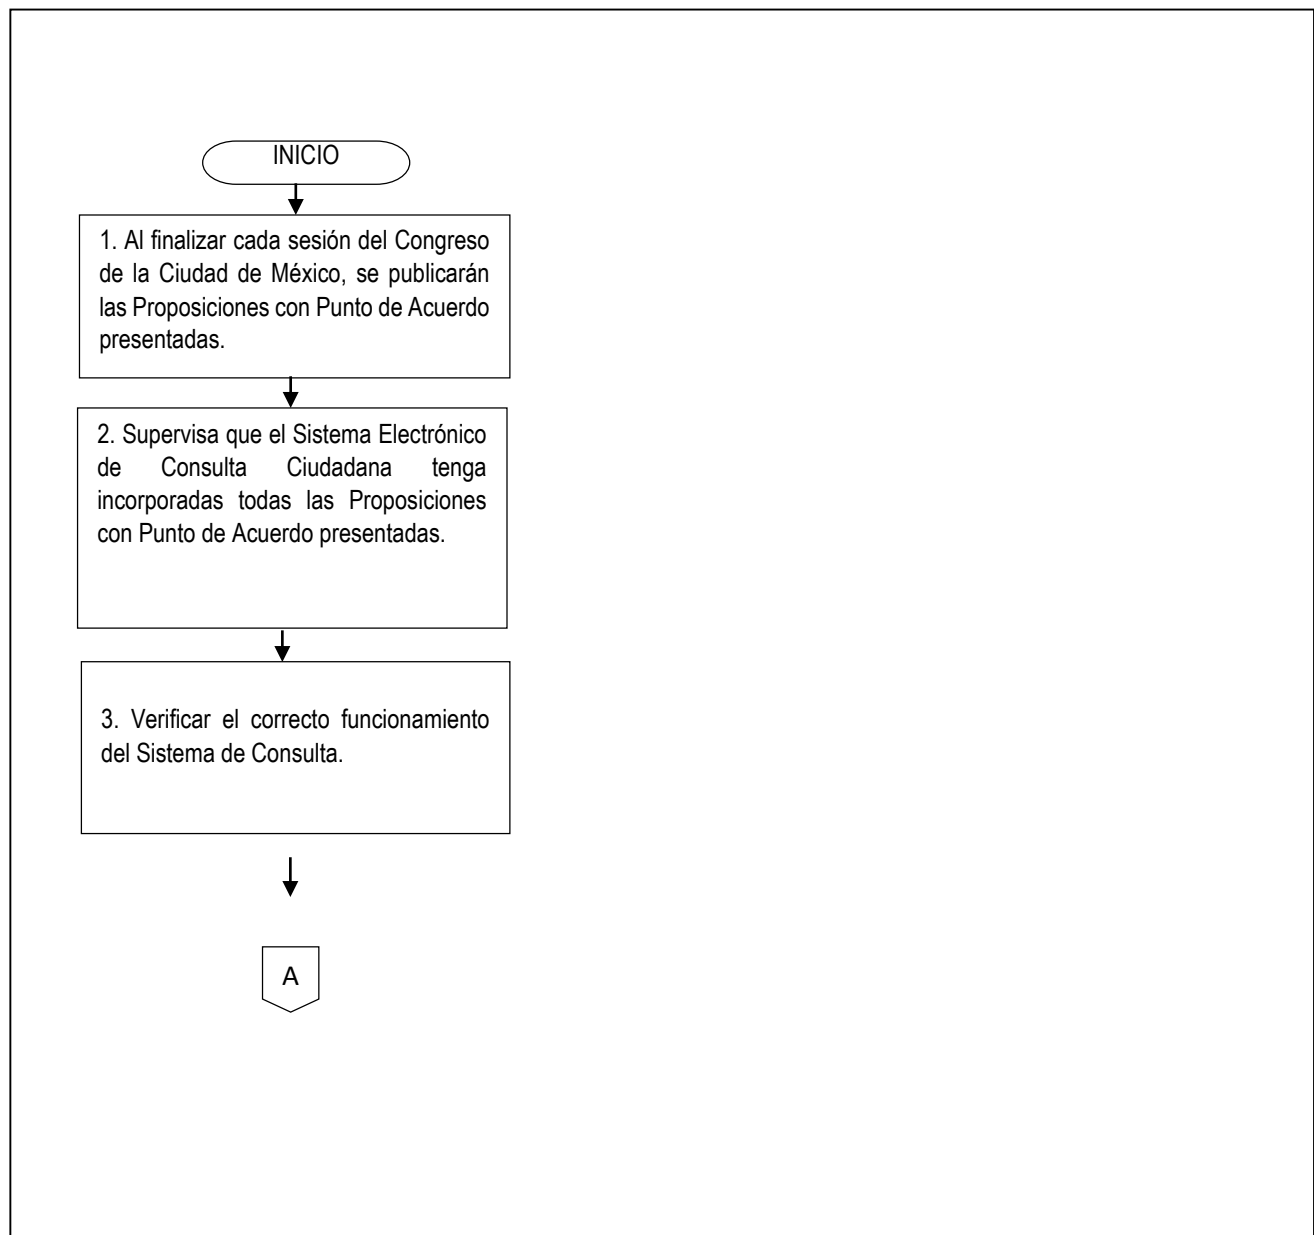 INICIO
1. Al finalizar cada sesión del Congreso
de la Ciudad de México, se publicarán
las Proposiciones con Punto de Acuerdo
presentadas.
2. Supervisa que el Sistema Electrónico
de Consulta Ciudadana tenga
incorporadas todas las Proposiciones
con Punto de Acuerdo presentadas.
3. Verificar el correcto funcionamiento
del Sistema de Consulta.
A